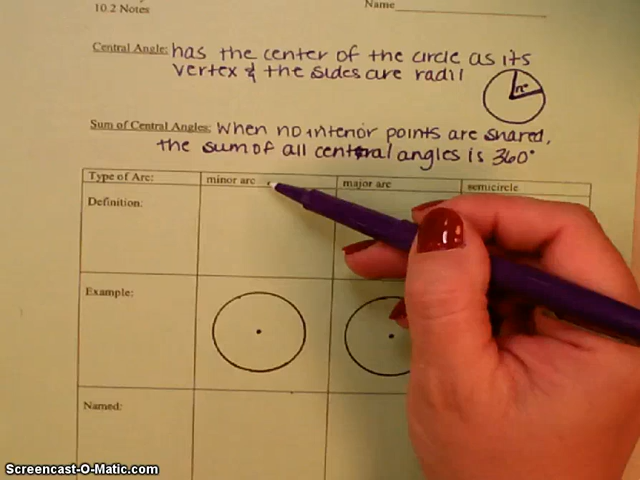 10.2 Notes
Name
Central Angle: has the center of the circle as its
vertex & the sides are radii
Sum of Central Angles: When no interior points are shared,
the sum of all central angles is 360°
n°
Type of Arc: minor arc major arc semicircle
Definition:
Example:
Named:
Screencast-O-Matic.com